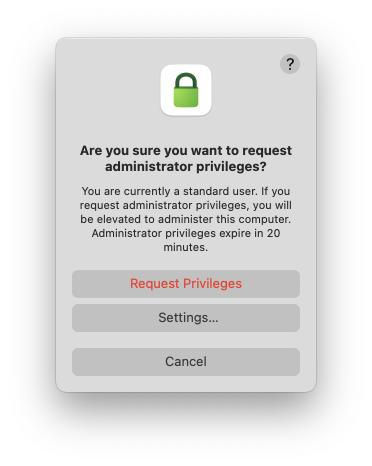 ?
Are you sure you want to request
administrator privileges?
You are currently a standard user. If you
request administrator privileges, you will
be elevated to administer this computer.
Administrator privileges expire in 20
minutes.
Request Privileges
Settings...
Cancel